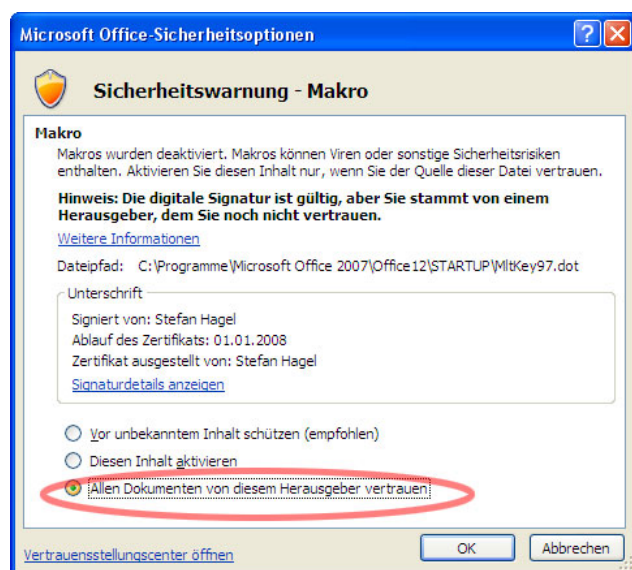 Microsoft Office-Sicherheitsoptionen
Sicherheitswarnung - Makro
Makro
Makros wurden deaktiviert. Makros können Viren oder sonstige Sicherheitsrisiken
enthalten. Aktivieren Sie diesen Inhalt nur, wenn Sie der Quelle dieser Datei vertrauen.
Hinweis: Die digitale Signatur ist gültig, aber Sie stammt von einem
Herausgeber, dem Sie noch nicht vertrauen.
Weitere Informationen
Dateipfad: C:\Programme\Microsoft Office 2007\Office12\STARTUP\MltKey97.dot
Unterschrift
Signiert von: Stefan Hagel
Ablauf des Zertifikats: 01.01.2008
Zertifikat ausgestellt von: Stefan Hagel
Signaturdetails anzeigen
Vor unbekanntem Inhalt schützen (empfohlen)
Diesen Inhalt aktivieren
Allen Dokumenten von diesem Herausgeber vertrauen
Vertrauensstellungscenter öffnen
OK
Abbrechen